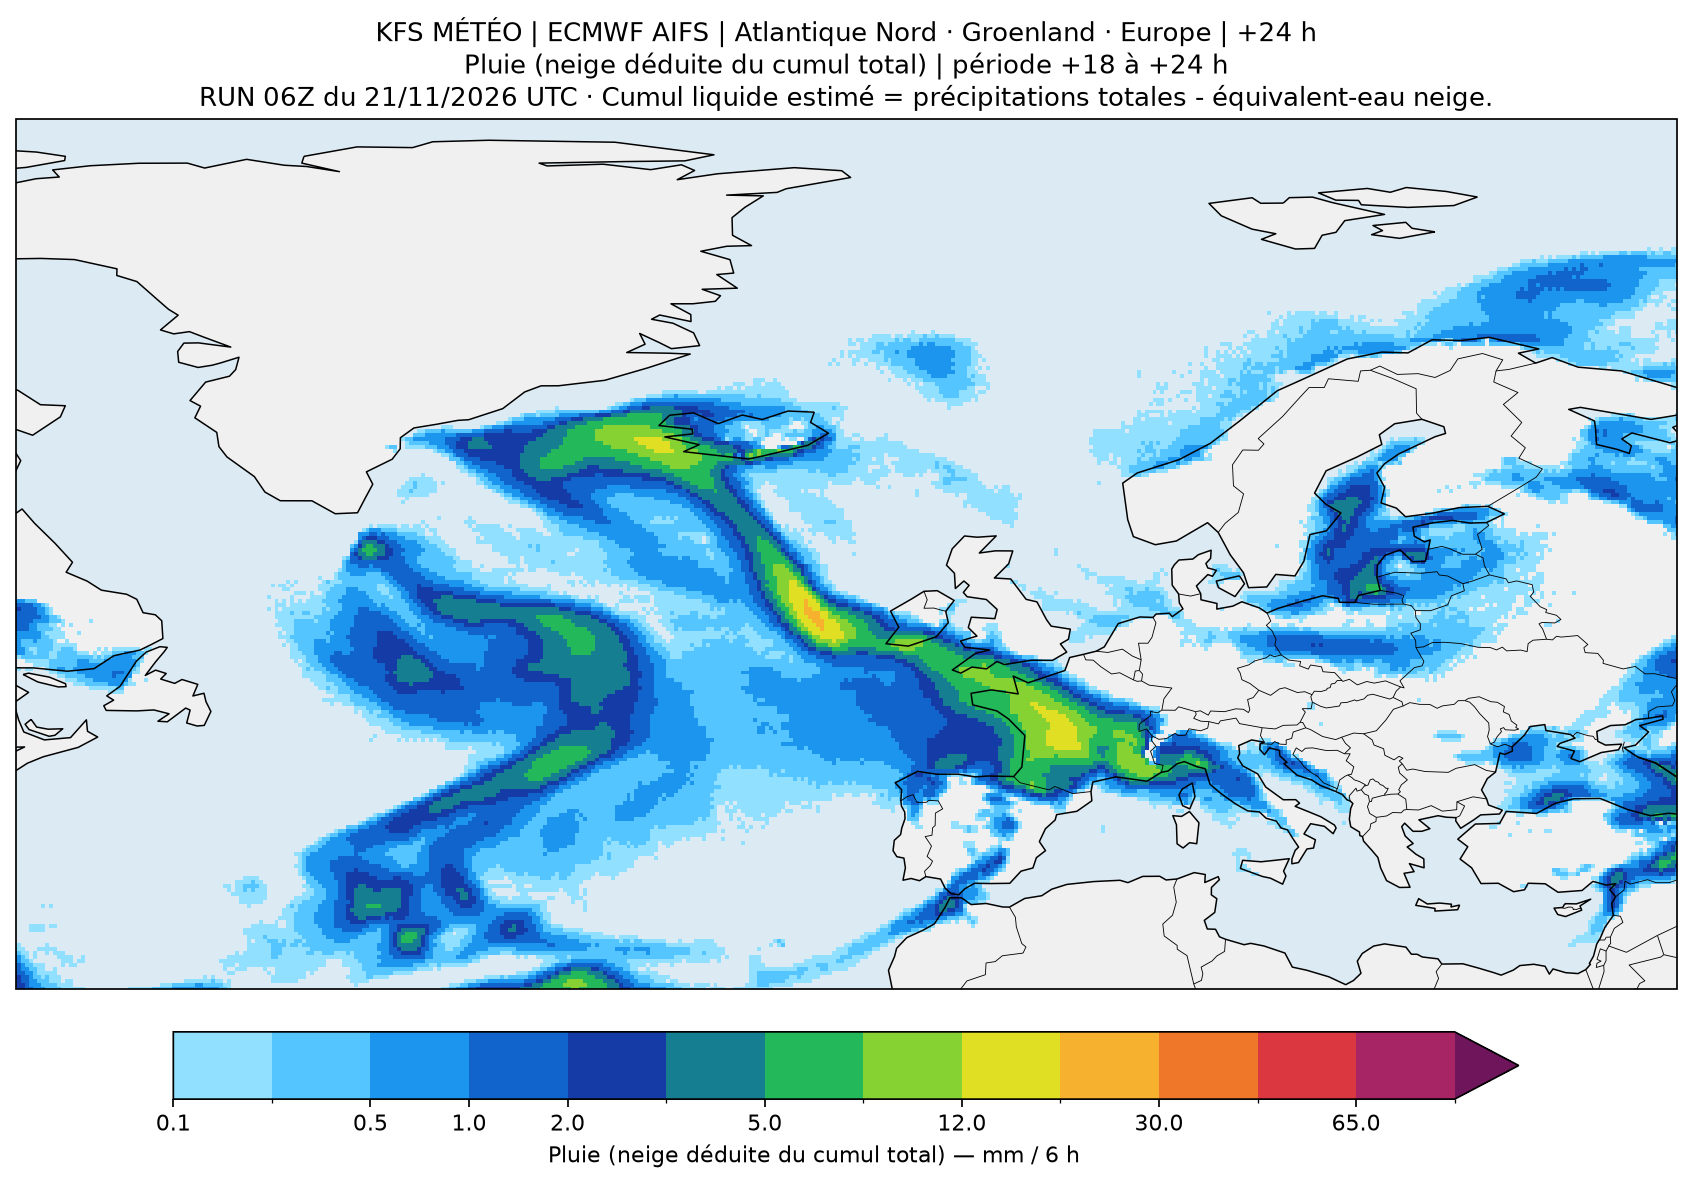 KFS MÉTÉO | ECMWF AIFS | Atlantique Nord · Groenland · Europe | +24 h
Pluie (neige déduite du cumul total) | période +18 à +24 h
RUN 06Z du 21/11/2026 UTC · Cumul liquide estimé = précipitations totales - équivalent-eau neige.
0.1 0.5 1.0 2.0 5.0 12.0 30.0 65.0
Pluie (neige déduite du cumul total) — mm / 6 h